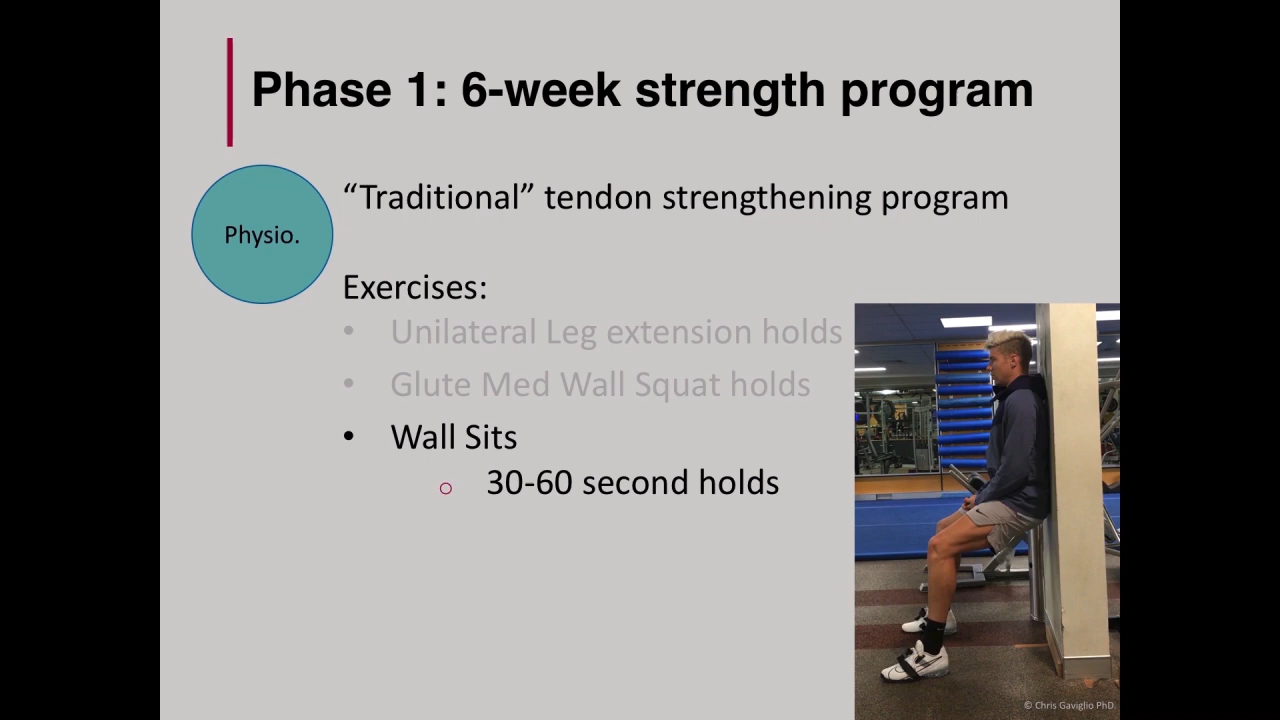 Phase 1: 6-week strength program
Physio.
“Traditional” tendon strengthening program
Exercises:
• Unilateral Leg extension holds
• Glute Med Wall Squat holds
• Wall Sits
o 30-60 second holds
© Chris Gaviglio PhD.